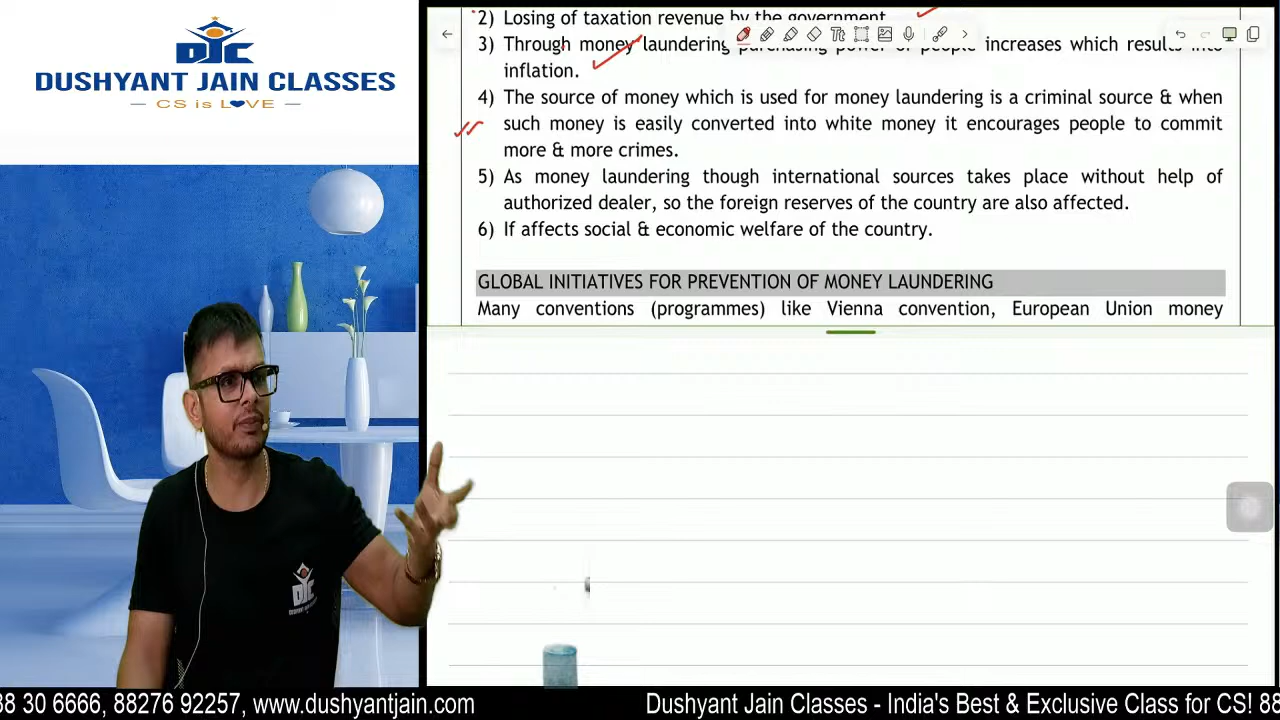 DJC
DUSHYANT JAIN CLASSES
CS is LOVE
2) Losing of taxation revenue by the government.
3) Through money laundering purchasing power of people increases which results into
inflation.
4) The source of money which is used for money laundering is a criminal source & when
such money is easily converted into white money it encourages people to commit
more & more crimes.
5) As money laundering though international sources takes place without help of
authorized dealer, so the foreign reserves of the country are also affected.
6) If affects social & economic welfare of the country.
GLOBAL INITIATIVES FOR PREVENTION OF MONEY LAUNDERING
Many conventions (programmes) like Vienna convention, European Union money
DJC
38 30 6666, 88276 92257, www.dushyantjain.com
Dushyant Jain Classes - India's Best & Exclusive Class for CS! 88